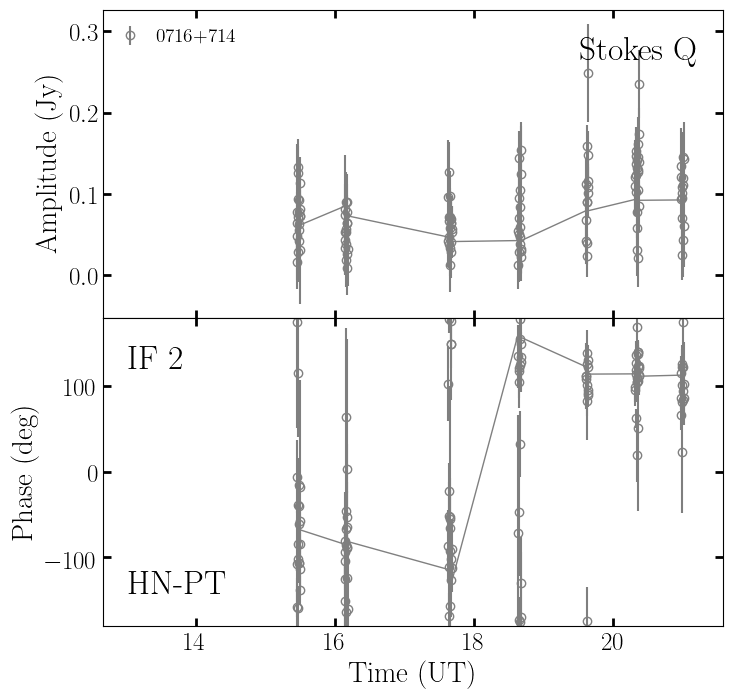 0716+714
Stokes Q
0.3
0.2
0.1
0.0
Amplitude (Jy)
IF 2
100
0
−100
Phase (deg)
HN-PT
14 16 18 20
Time (UT)